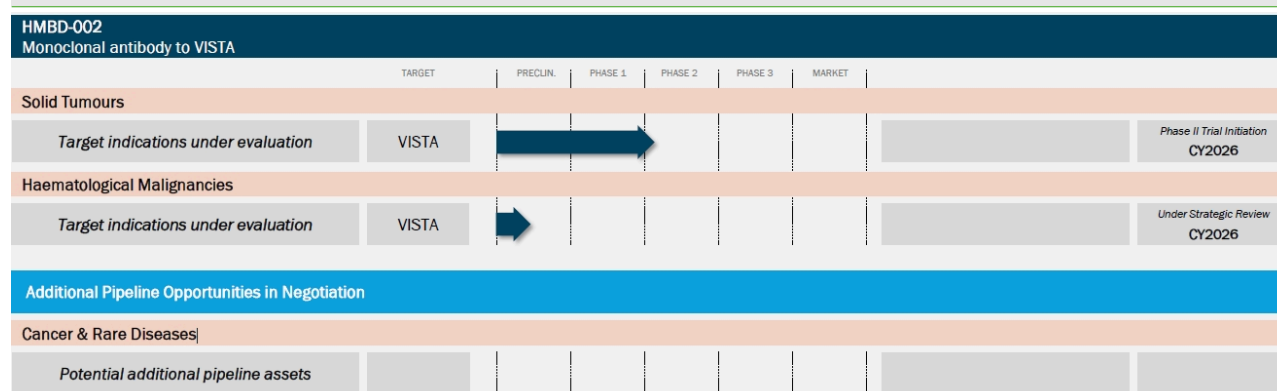 HMBD-002
Monoclonal antibody to VISTA
TARGET PRECLIN. PHASE 1 PHASE 2 PHASE 3 MARKET
Solid Tumours
Target indications under evaluation VISTA Phase II Trial Initiation
CY2026
Haematological Malignancies
Target indications under evaluation VISTA Under Strategic Review
CY2026
Additional Pipeline Opportunities in Negotiation
Cancer & Rare Diseases
Potential additional pipeline assets